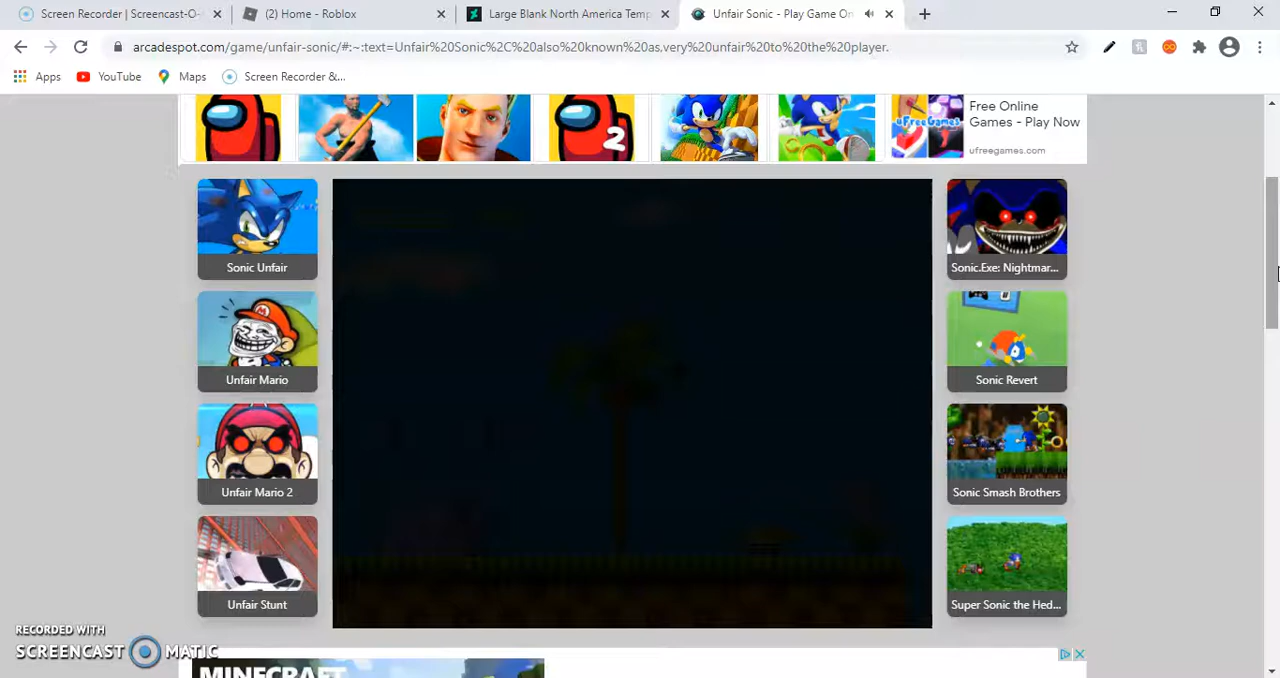 Screen Recorder | Screencast-O-
(2) Home - Roblox
Large Blank North America Temp
Unfair Sonic - Play Game On
arcadespot.com/game/unfair-sonic/#:~:text=Unfair%20Sonic%2C%20also%20known%20as,very%20unfair%20to%20the%20player.
Apps
YouTube
Maps
Screen Recorder &...
2
uFreeGames
Free Online
Games - Play Now
ufreegames.com
Sonic Unfair
Sonic.Exe: Nightmar...
Unfair Mario
Sonic Revert
Unfair Mario 2
Sonic Smash Brothers
Unfair Stunt
Super Sonic the Hed...
RECORDED WITH
SCREENCAST MATIC
MINECRAFT